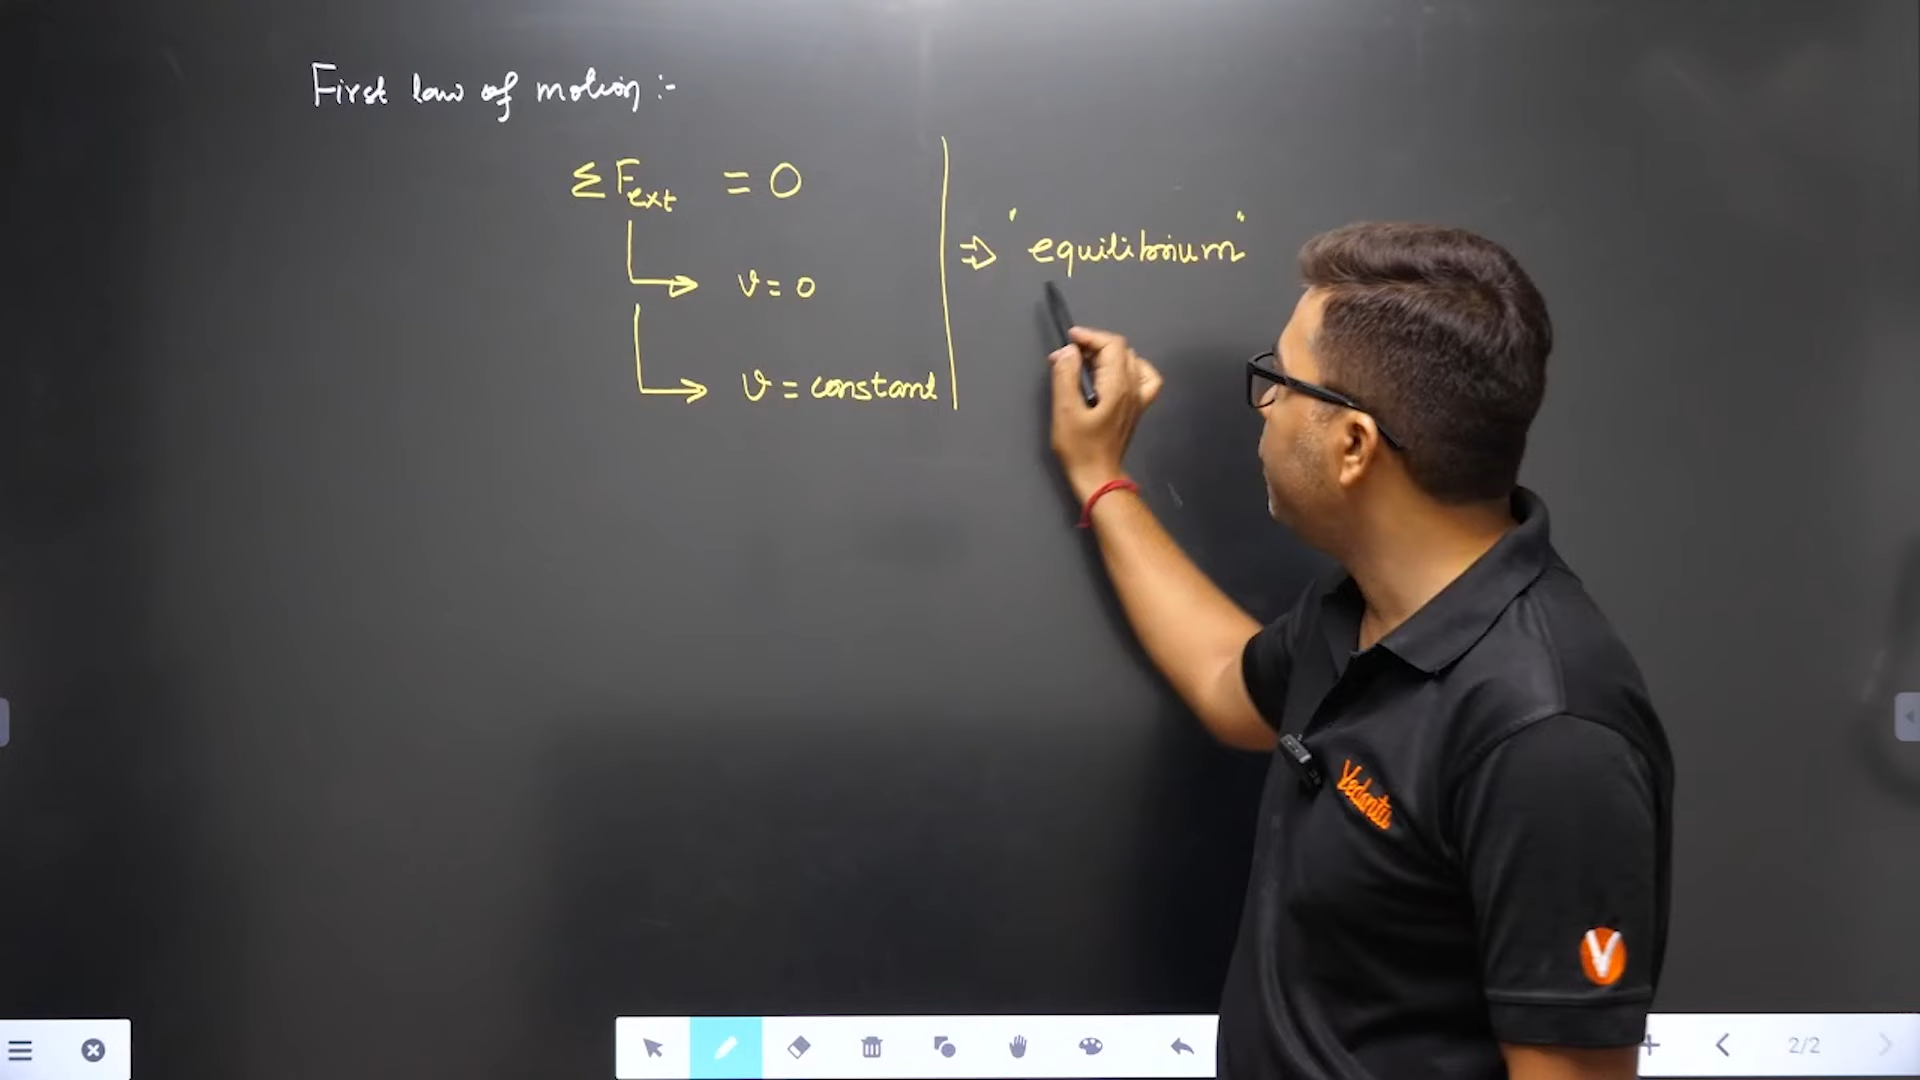 First law of motion :-
ΣFext = 0
v = 0
v = constant
⇒ "equilibrium"
Vedantu
V
2/2